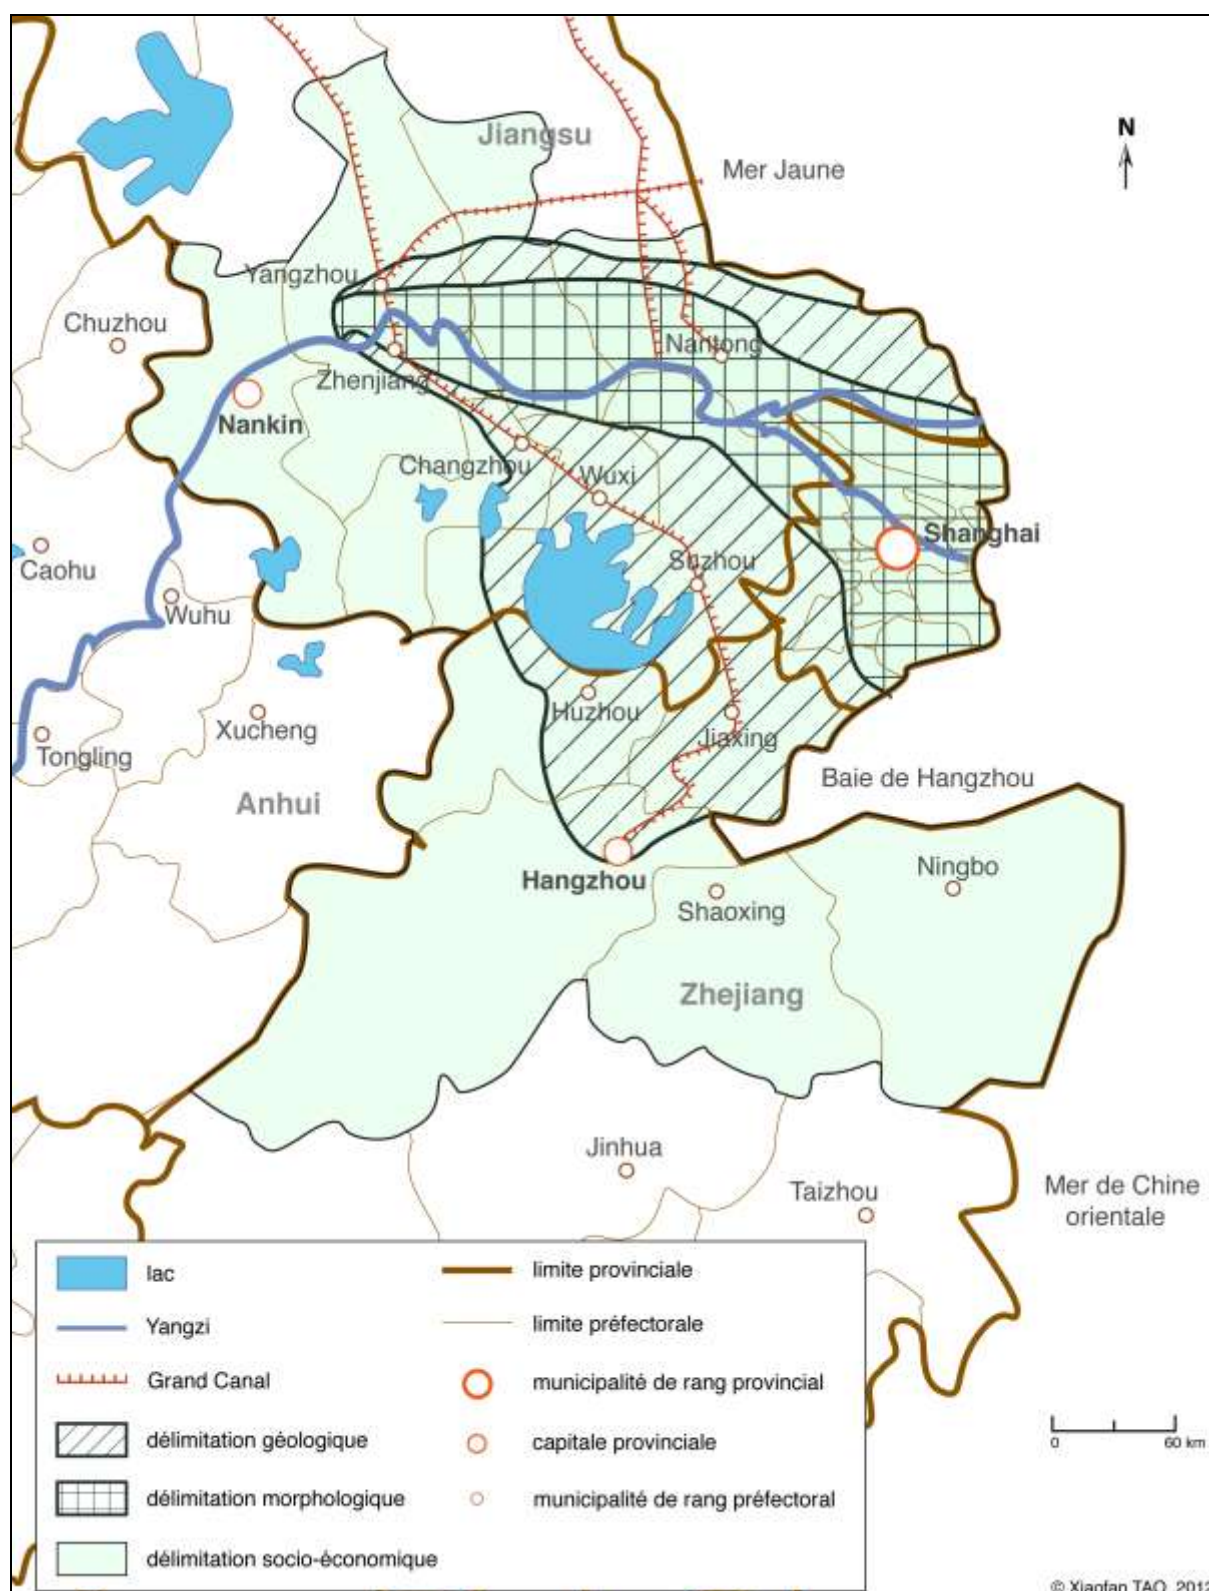 Jiangsu
N
Mer Jaune
Yangzhou
Chuzhou
Nantong
Zhenjiang
Nankin
Changzhou
Wuxi
Shanghai
Suzhou
Caohu
Wuhu
Huzhou
Xucheng
Jiaxing
Tongling
Baie de Hangzhou
Anhui
Ningbo
Hangzhou
Shaoxing
Zhejiang
Jinhua
Taizhou
Mer de Chine
orientale
lac
limite provinciale
Yangzi
limite préfectorale
Grand Canal
municipalité de rang provincial
délimitation géologique
capitale provinciale
0
60 km
délimitation morphologique
municipalité de rang préfectoral
délimitation socio-économique
© Xiaofan TAO, 2012